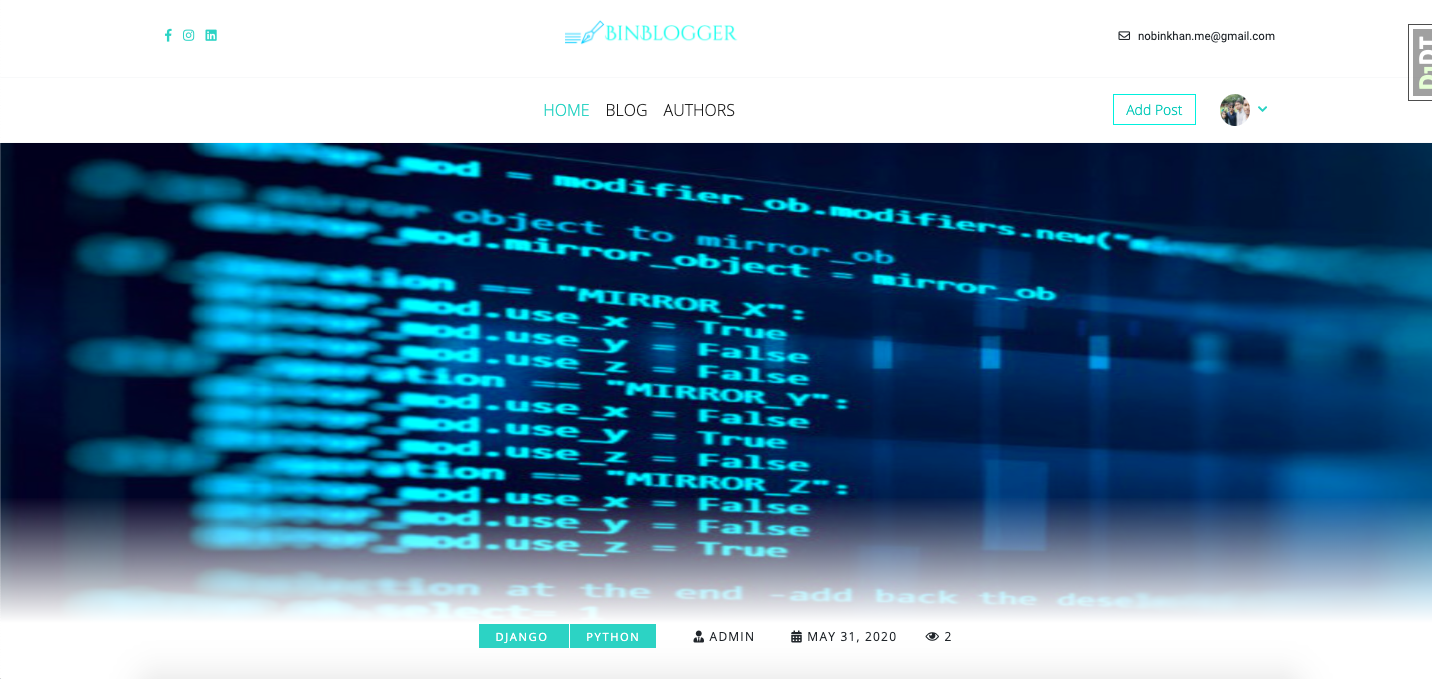 BINBLOGGER
nobinkhan.me@gmail.com
DJDT
HOME BLOG AUTHORS
Add Post
_mod = modifier_ob.modifiers.new("
mirror object to mirror_ob
_mod.mirror_object = mirror_ob
== "MIRROR_X":
_mod.use_x = True
_mod.use_y = False
_mod.use_z = False
== "MIRROR_Y":
_mod.use_x = False
_mod.use_y = True
_mod.use_z = False
== "MIRROR_Z":
_mod.use_x = False
_mod.use_y = False
_mod.use_z = True
at the end -add back the
DJANGO PYTHON ADMIN MAY 31, 2020 2